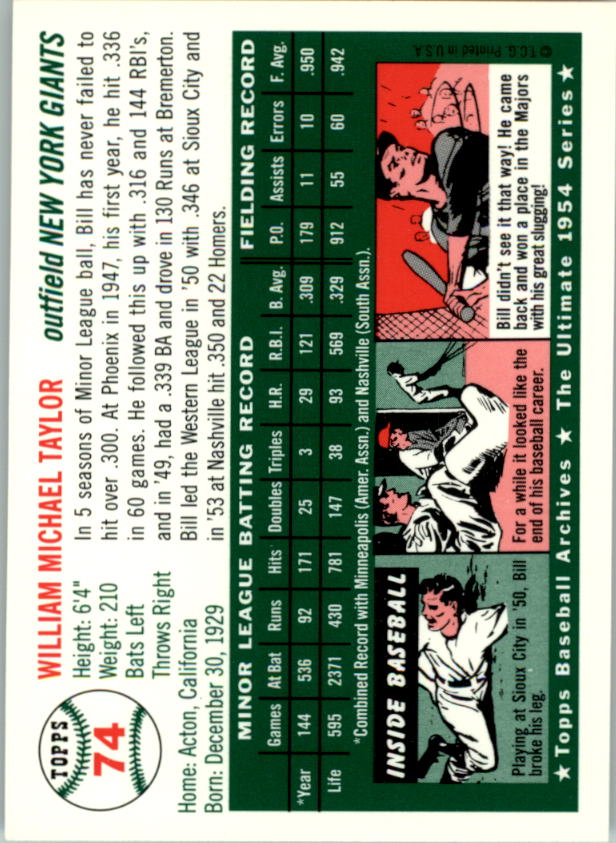 TOPPS
74
WILLIAM MICHAEL TAYLOR outfield NEW YORK GIANTS
Height: 6'4"
Weight: 210
Bats Left
Throws Right
Home: Acton, California
Born: December 30, 1929
In 5 seasons of Minor League ball, Bill has never failed to
hit over .300. At Phoenix in 1947, his first year, he hit .336
in 60 games. He followed this up with .316 and 144 RBI's,
and in '49, had a .339 BA and drove in 130 Runs at Bremerton.
Bill led the Western League in '50 with .346 at Sioux City and
in '53 at Nashville hit .350 and 22 Homers.
MINOR LEAGUE BATTING RECORD FIELDING RECORD
Games At Bat Runs Hits Doubles Triples H.R. R.B.I. B. Avg. P.O. Assists Errors F. Avg.
*Year 144 536 92 171 25 3 29 121 .309 179 11 10 .950
Life 595 2371 430 781 147 38 93 569 .329 912 55 60 .942
*Combined Record with Minneapolis (Amer. Assn.) and Nashville (South Assn.).
INSIDE BASEBALL
Playing at Sioux City in '50, Bill
broke his leg.
For a while it looked like the
end of his baseball career.
Bill didn't see it that way! He came
back and won a place in the Majors
with his great slugging!
© T.C.G. Printed in U.S.A.
★ Topps Baseball Archives ★ The Ultimate 1954 Series ★